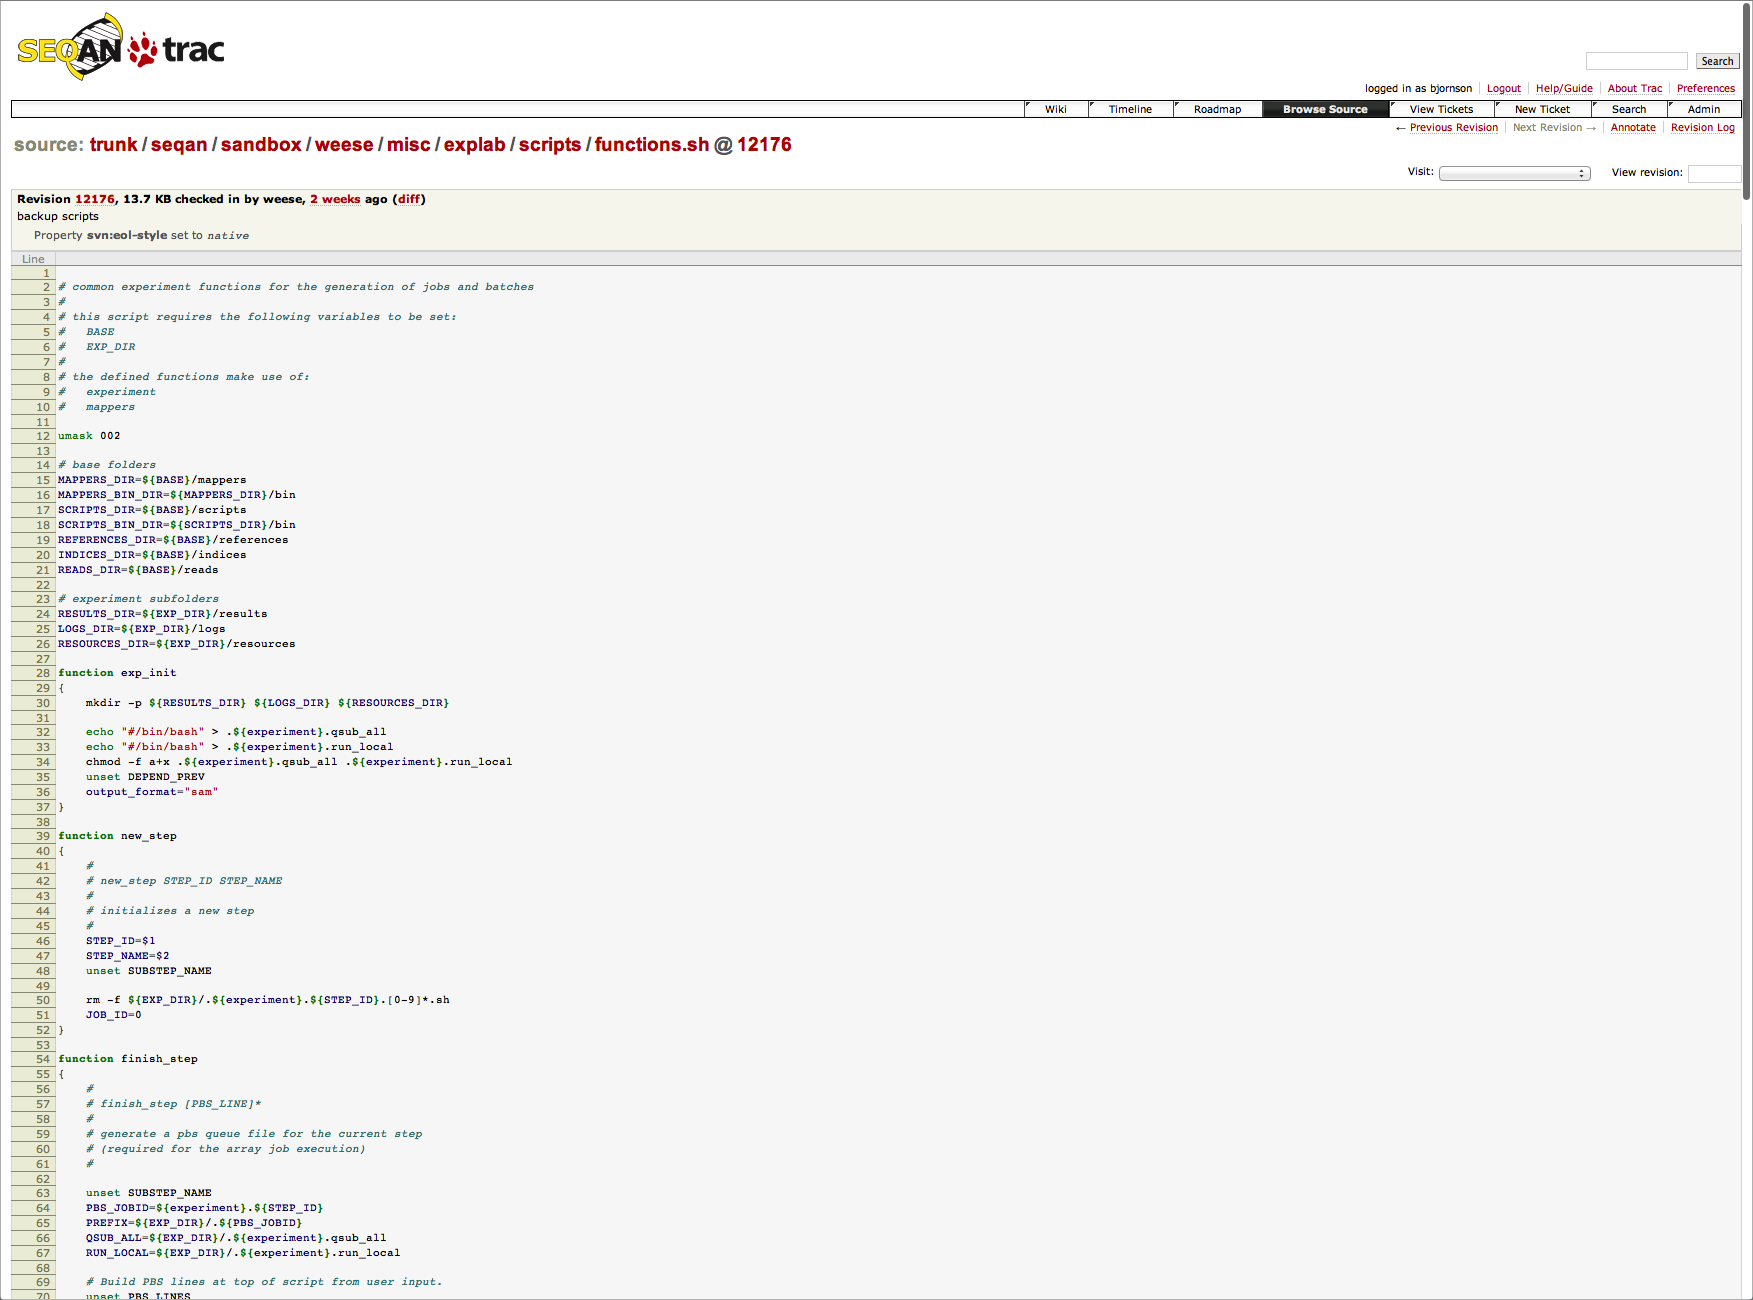 SEQAN trac
Search
logged in as bjornson Logout Help/Guide About Trac Preferences
Wiki Timeline Roadmap Browse Source View Tickets New Ticket Search Admin
← Previous Revision Next Revision → Annotate Revision Log
source: trunk / seqan / sandbox / weese / misc / explab / scripts / functions.sh @ 12176
Visit: View revision:
Revision 12176, 13.7 KB checked in by weese, 2 weeks ago (diff)
backup scripts
Property svn:eol-style set to native
Line
1
2 # common experiment functions for the generation of jobs and batches
3 #
4 # this script requires the following variables to be set:
5 #   BASE
6 #   EXP_DIR
7 #
8 # the defined functions make use of:
9 #   experiment
10 #   mappers
11
12 umask 002
13
14 # base folders
15 MAPPERS_DIR=${BASE}/mappers
16 MAPPERS_BIN_DIR=${MAPPERS_DIR}/bin
17 SCRIPTS_DIR=${BASE}/scripts
18 SCRIPTS_BIN_DIR=${SCRIPTS_DIR}/bin
19 REFERENCES_DIR=${BASE}/references
20 INDICES_DIR=${BASE}/indices
21 READS_DIR=${BASE}/reads
22
23 # experiment subfolders
24 RESULTS_DIR=${EXP_DIR}/results
25 LOGS_DIR=${EXP_DIR}/logs
26 RESOURCES_DIR=${EXP_DIR}/resources
27
28 function exp_init
29 {
30     mkdir -p ${RESULTS_DIR} ${LOGS_DIR} ${RESOURCES_DIR}
31
32     echo "#/bin/bash" > .${experiment}.qsub_all
33     echo "#/bin/bash" > .${experiment}.run_local
34     chmod -f a+x .${experiment}.qsub_all .${experiment}.run_local
35     unset DEPEND_PREV
36     output_format="sam"
37 }
38
39 function new_step
40 {
41     #
42     # new_step STEP_ID STEP_NAME
43     #
44     # initializes a new step
45     #
46     STEP_ID=$1
47     STEP_NAME=$2
48     unset SUBSTEP_NAME
49
50     rm -f ${EXP_DIR}/.${experiment}.${STEP_ID}.[0-9]*.sh
51     JOB_ID=0
52 }
53
54 function finish_step
55 {
56     #
57     # finish_step [PBS_LINE]*
58     #
59     # generate a pbs queue file for the current step
60     # (required for the array job execution)
61     #
62
63     unset SUBSTEP_NAME
64     PBS_JOBID=${experiment}.${STEP_ID}
65     PREFIX=${EXP_DIR}/.${PBS_JOBID}
66     QSUB_ALL=${EXP_DIR}/.${experiment}.qsub_all
67     RUN_LOCAL=${EXP_DIR}/.${experiment}.run_local
68
69     # Build PBS lines at top of script from user input.
70     unset PBS_LINES